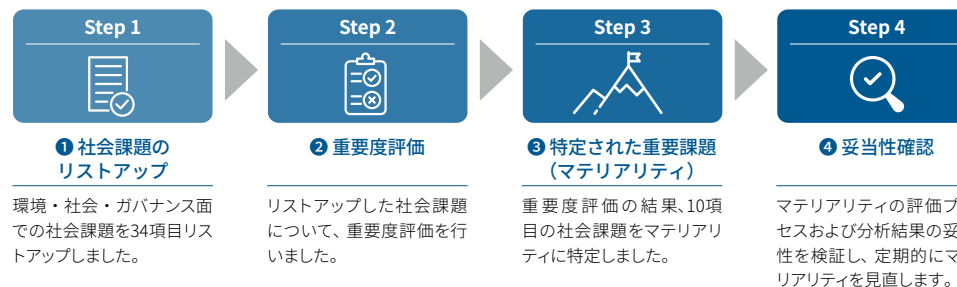 Step 1
❶ 社会課題の
リストアップ
環境・社会・ガバナンス面
での社会課題を34項目リス
トアップしました。
Step 2
❷ 重要度評価
リストアップした社会課題
について、重要度評価を行
いました。
Step 3
❸ 特定された重要課題
（マテリアリティ）
重要度評価の結果、10項
目の社会課題をマテリアリ
ティに特定しました。
Step 4
❹ 妥当性確認
マテリアリティの評価プ
セスおよび分析結果の妥
性を検証し、定期的にマ
リアリティを見直します。